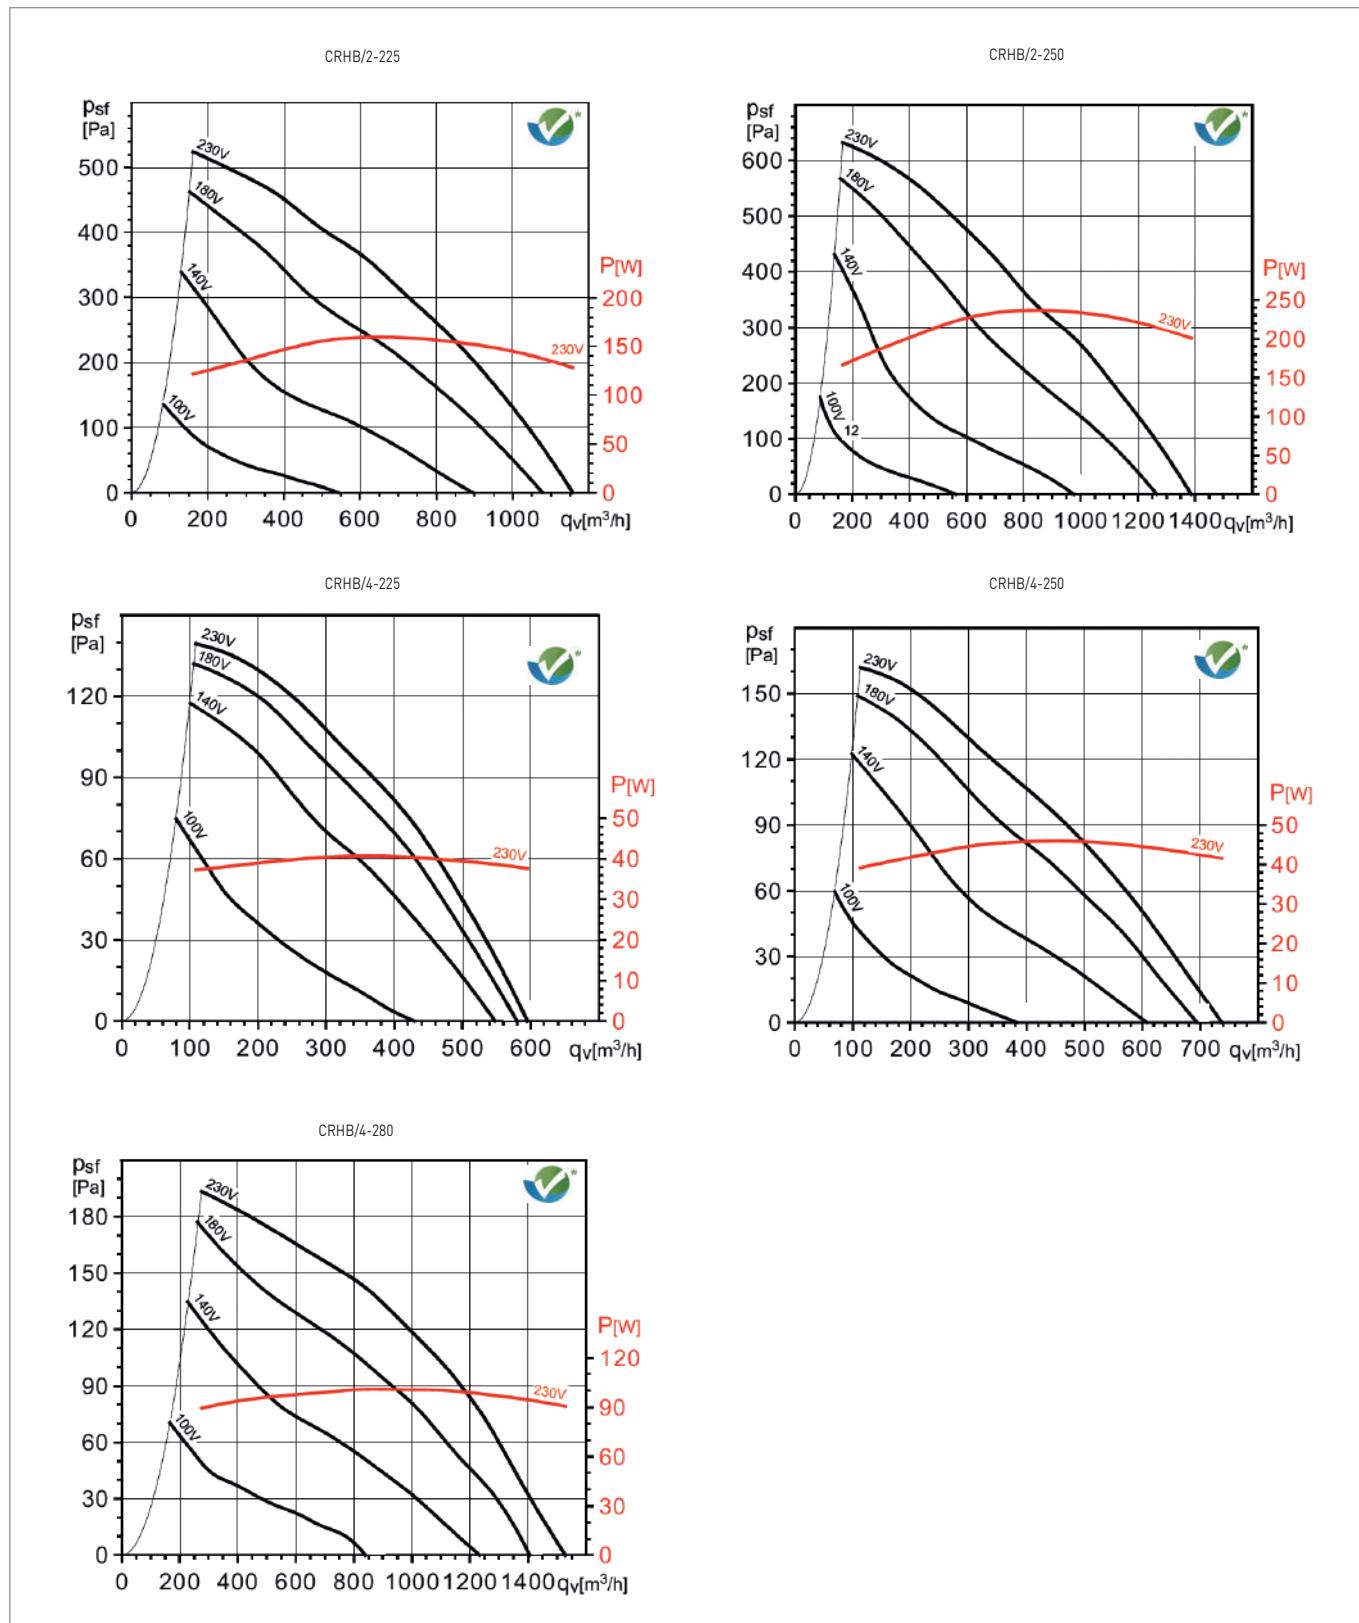 CRHB/2-225
psf
[Pa]
500
400
300
200
100
0
230V
180V
140V
100V
*
P[W]
200
150
100
50
0
230V
0 200 400 600 800 1000 qv[m³/h]
CRHB/2-250
psf
[Pa]
600
500
400
300
200
100
0
230V
180V
140V
100V
12
*
P[W]
250
200
150
100
50
0
230V
0 200 400 600 800 1000 1200 1400 qv[m³/h]
CRHB/4-225
psf
[Pa]
120
90
60
30
0
230V
180V
140V
100V
*
P[W]
50
40
30
20
10
0
230V
0 100 200 300 400 500 600 qv[m³/h]
CRHB/4-250
psf
[Pa]
150
120
90
60
30
0
230V
180V
140V
100V
*
P[W]
50
40
30
20
10
0
230V
0 100 200 300 400 500 600 700 qv[m³/h]
CRHB/4-280
psf
[Pa]
180
150
120
90
60
30
0
230V
180V
140V
100V
*
P[W]
120
90
60
30
0
230V
0 200 400 600 800 1000 1200 1400 qv[m³/h]